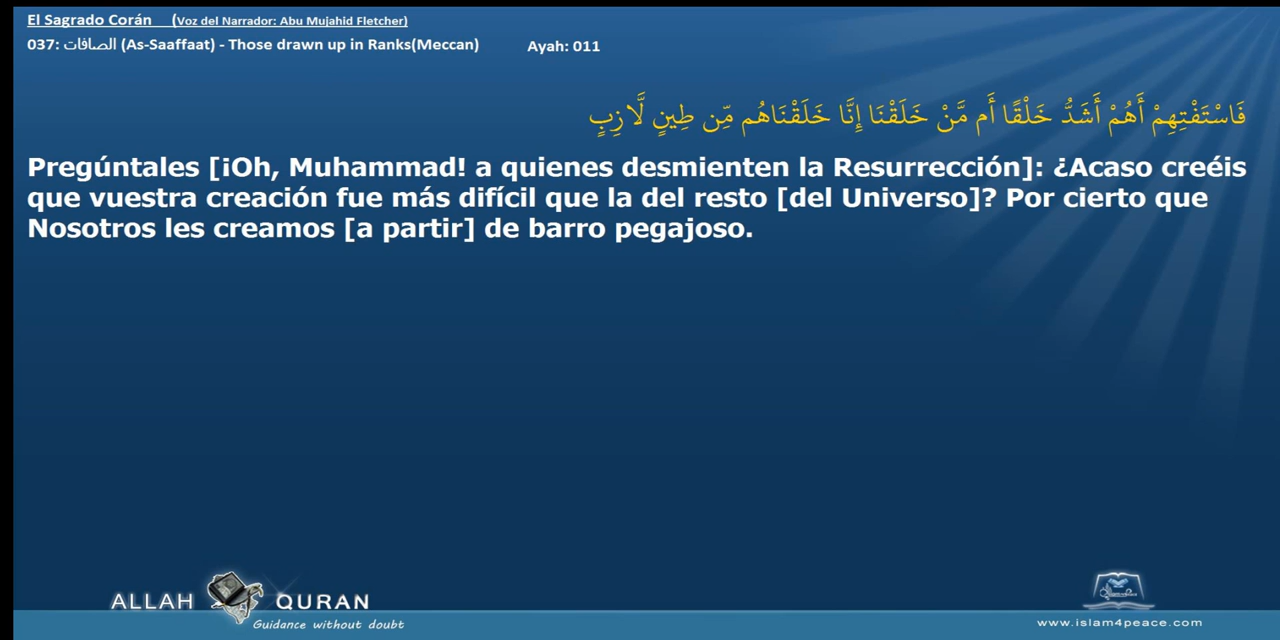 El Sagrado Corán (Voz del Narrador: Abu Mujahid Fletcher)
037: الصافات (As-Saaffaat) - Those drawn up in Ranks(Meccan) Ayah: 011
فَاسْتَفْتِهِمْ أَهُمْ أَشَدُّ خَلْقًا أَم مَّنْ خَلَقْنَا إِنَّا خَلَقْنَاهُم مِّن طِينٍ لَّازِبٍ
Pregúntales [¡Oh, Muhammad! a quienes desmienten la Resurrección]: ¿Acaso creéis
que vuestra creación fue más difícil que la del resto [del Universo]? Por cierto que
Nosotros les creamos [a partir] de barro pegajoso.
ALLAH QURAN
Guidance without doubt
www.islam4peace.com